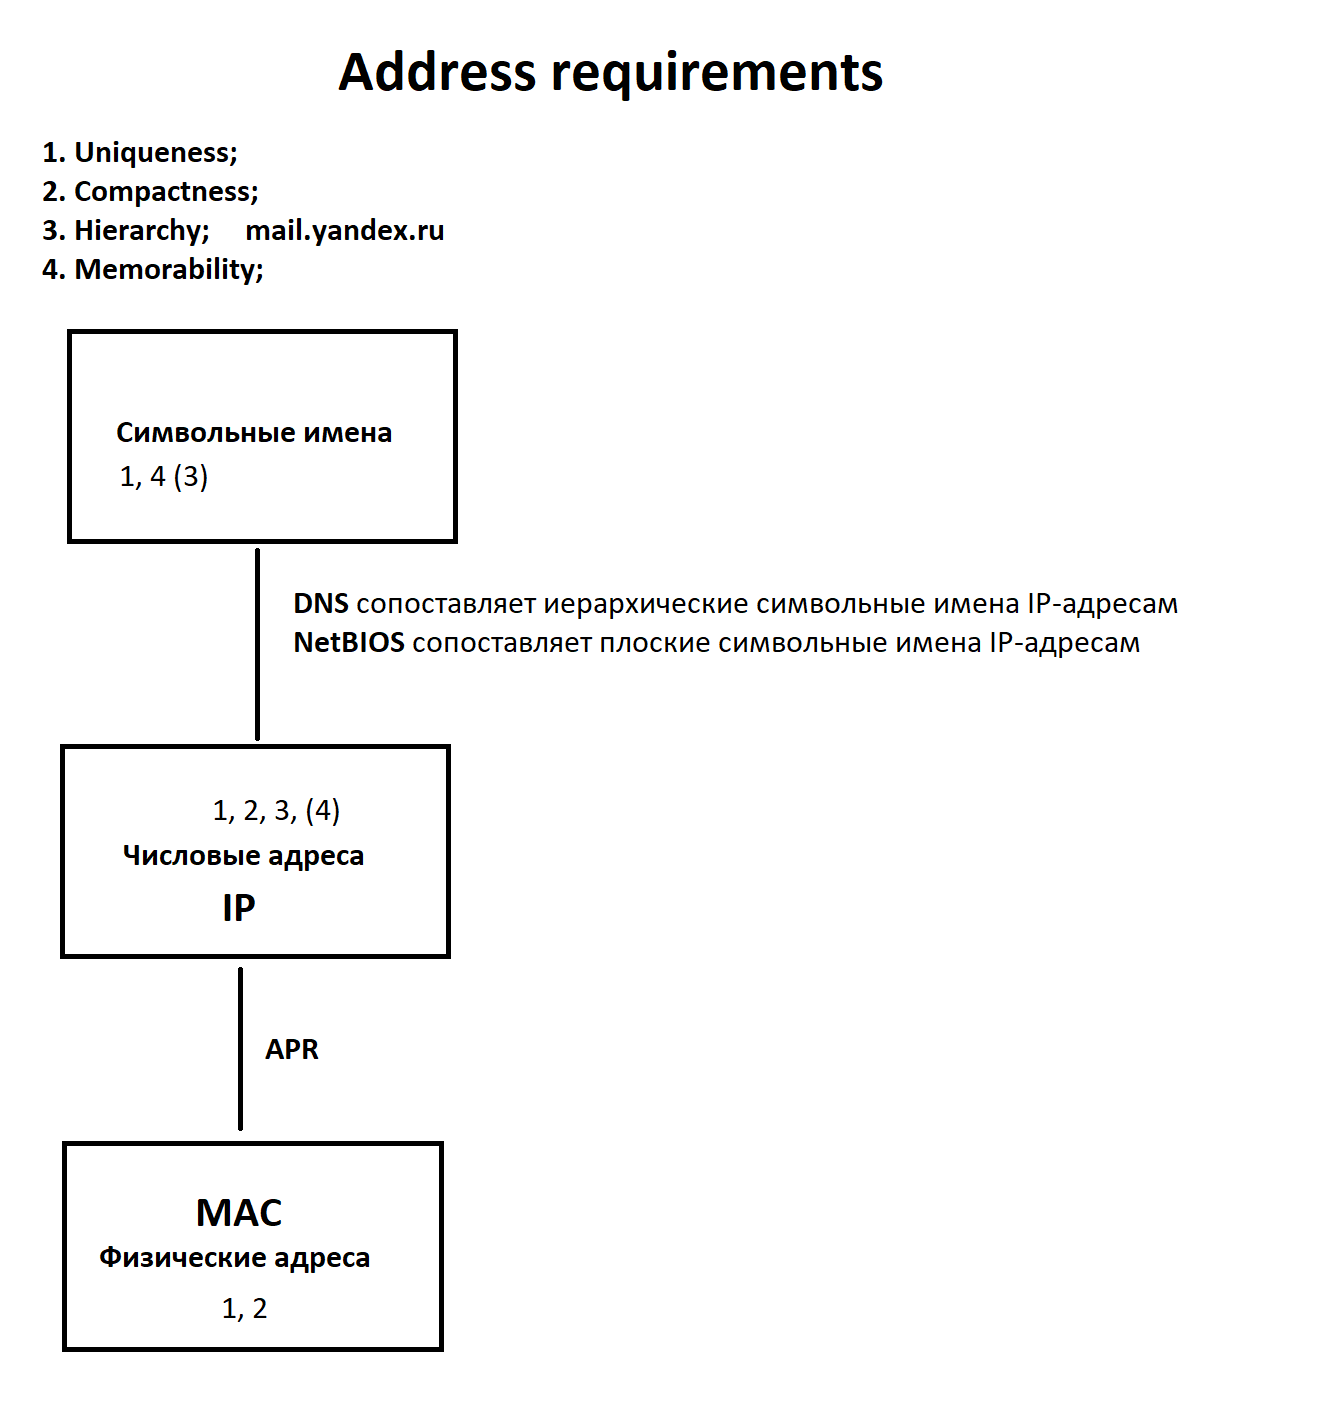 Address requirements
1. Uniqueness;
2. Compactness;
3. Hierarchy; mail.yandex.ru
4. Memorability;
Символьные имена
1, 4 (3)
DNS сопоставляет иерархические символьные имена IP-адресам
NetBIOS сопоставляет плоские символьные имена IP-адресам
1, 2, 3, (4)
Числовые адреса
IP
APR
MAC
Физические адреса
1, 2